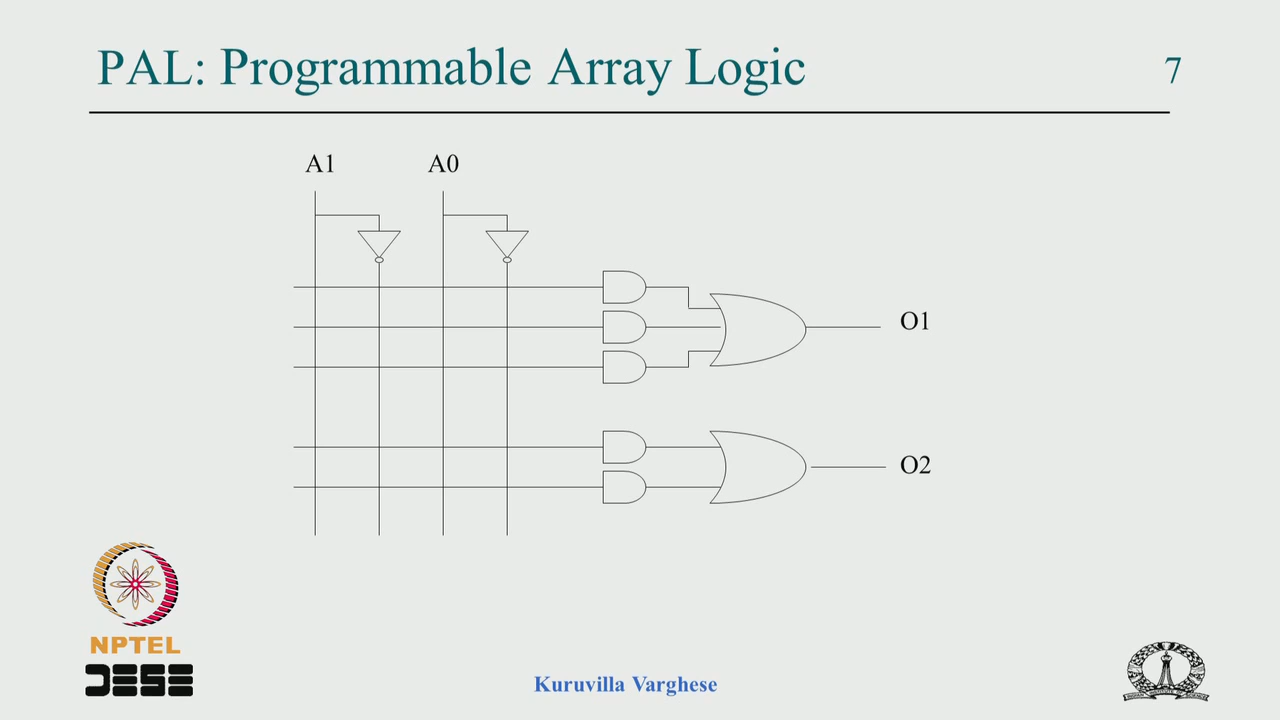 PAL: Programmable Array Logic
7
A1
A0
O1
O2
NPTEL
DESE
Kuruvilla Varghese